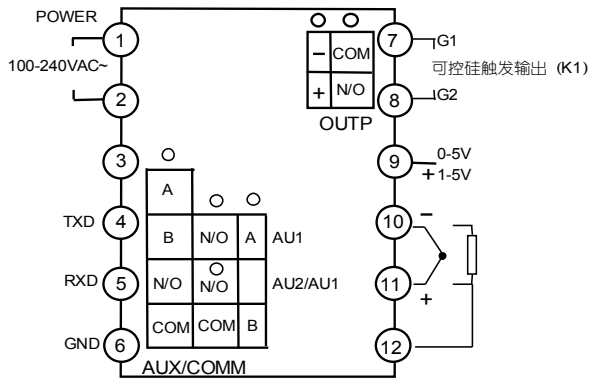 POWER
1
100-240VAC~
2
3
TXD 4
RXD 5
GND 6
− COM
+ N/O
OUTP
7 G1
可控硅触发输出 (K1)
8 G2
9 0-5V
+ 1-5V
10 −
11 +
12
A
B N/O A AU1
N/O N/O AU2/AU1
COM COM B
AUX/COMM